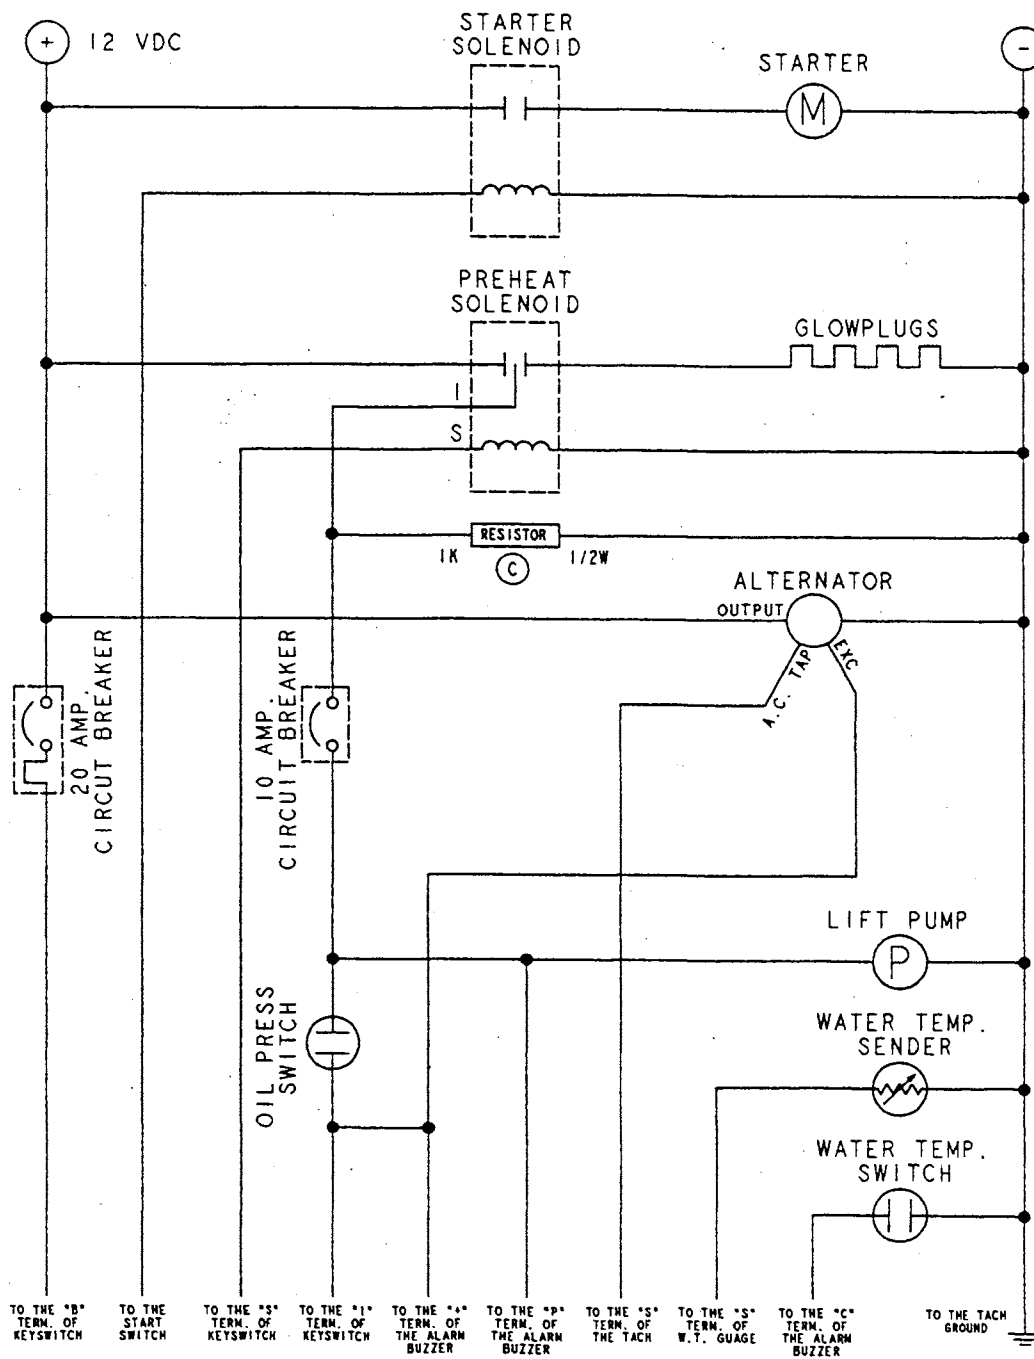 + 12 VDC
STARTER
SOLENOID
-
STARTER
M
PREHEAT
SOLENOID
GLOWPLUGS
I
S
RESISTOR
1K
C
1/2W
ALTERNATOR
OUTPUT
A.C. TAP
EXC
20 AMP.
CIRCUT BREAKER
10 AMP.
CIRCUIT BREAKER
LIFT PUMP
P
OIL PRESS
SWITCH
WATER TEMP.
SENDER
WATER TEMP.
SWITCH
TO THE "B"
TERM. OF
KEYSWITCH
TO THE
START
SWITCH
TO THE "S"
TERM. OF
KEYSWITCH
TO THE "I"
TERM. OF
KEYSWITCH
TO THE "+"
TERM. OF
THE ALARM
BUZZER
TO THE "P"
TERM. OF
THE ALARM
BUZZER
TO THE "S"
TERM. OF
THE TACH
TO THE "S"
TERM. OF
W.T. GUAGE
TO THE "C"
TERM. OF
THE ALARM
BUZZER
TO THE TACH
GROUND